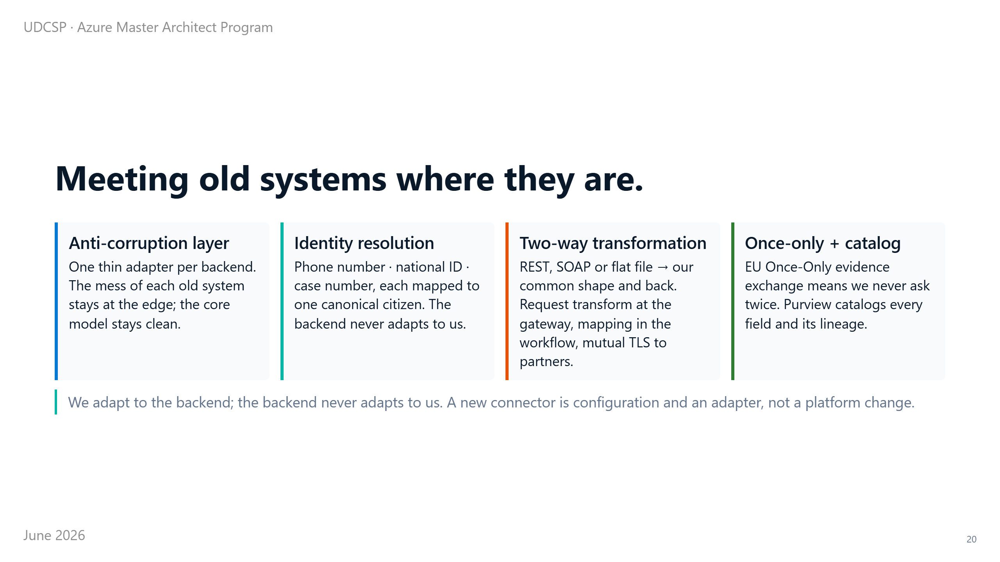 UDCSP · Azure Master Architect Program
Meeting old systems where they are.
Anti-corruption layer
One thin adapter per backend.
The mess of each old system
stays at the edge; the core
model stays clean.
Identity resolution
Phone number · national ID ·
case number, each mapped to
one canonical citizen. The
backend never adapts to us.
Two-way transformation
REST, SOAP or flat file → our
common shape and back.
Request transform at the
gateway, mapping in the
workflow, mutual TLS to
partners.
Once-only + catalog
EU Once-Only evidence
exchange means we never ask
twice. Purview catalogs every
field and its lineage.
We adapt to the backend; the backend never adapts to us. A new connector is configuration and an adapter, not a platform change.
June 2026
20